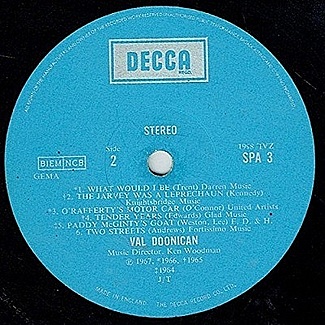 DECCA
REGD.
STEREO
BIEM NCB
GEMA
Side
2
SPA 3
*1. WHAT WOULD I BE (Trent) Darren Music
*2. THE JARVEY WAS A LEPRECHAUN (Kennedy)
Knightsbridge Music
‡3. O'RAFFERTY'S MOTOR CAR (O'Connor) United Artists
*4. TENDER YEARS (Edwards) Glad Music
*5. PADDY McGINTY'S GOAT (Weston, Lee) F. D. & H.
6. TWO STREETS (Andrews) Fortissimo Music
VAL DOONICAN
Music Director: Ken Woodman
℗ 1967, *1966, ‡1965
‡1964
J/T
MADE IN ENGLAND THE DECCA RECORD CO. LTD.